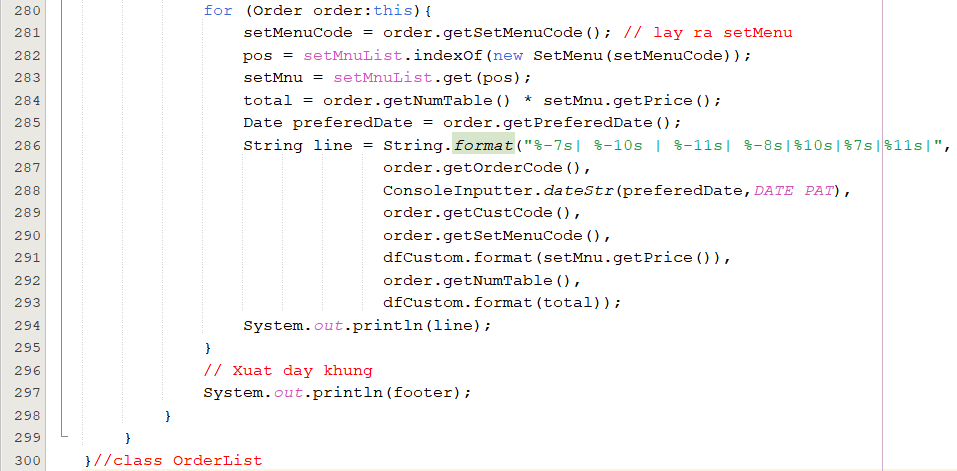 280 for (Order order:this){
281 setMenuCode = order.getSetMenuCode(); // lay ra setMenu
282 pos = setMnuList.indexOf(new SetMenu(setMenuCode));
283 setMnu = setMnuList.get(pos);
284 total = order.getNumTable() * setMnu.getPrice();
285 Date preferedDate = order.getPreferedDate();
286 String line = String.format("%-7s| %-10s | %-11s| %-8s|%10s|%7s|%11s|",
287 order.getOrderCode(),
288 ConsoleInputter.dateStr(preferedDate,DATE_PAT),
289 order.getCustCode(),
290 order.getSetMenuCode(),
291 dfCustom.format(setMnu.getPrice()),
292 order.getNumTable(),
293 dfCustom.format(total));
294 System.out.println(line);
295 }
296 // Xuat day khung
297 System.out.println(footer);
298 }
299 }
300 }//class OrderList